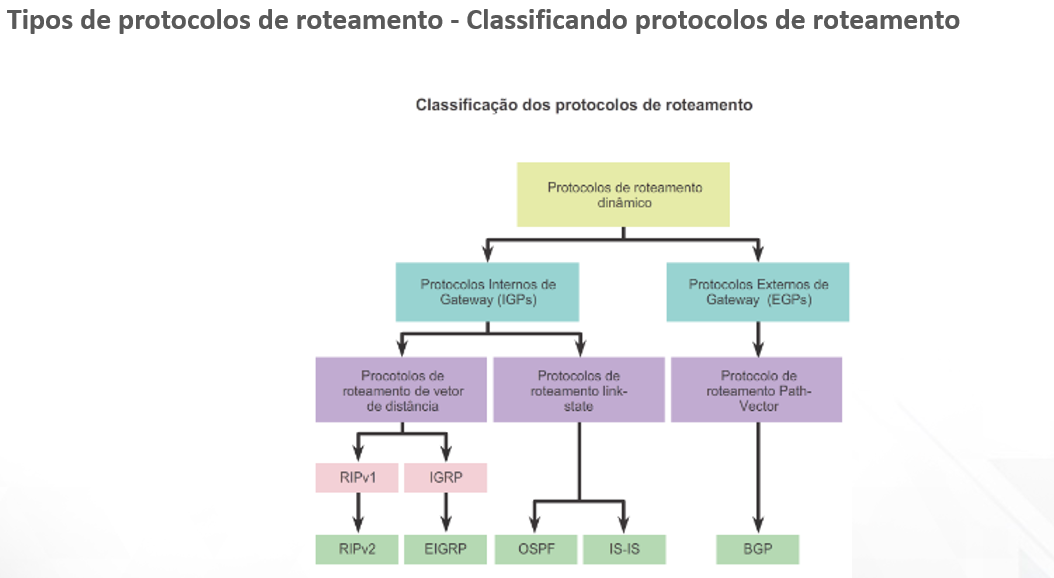 Tipos de protocolos de roteamento - Classificando protocolos de roteamento
Classificação dos protocolos de roteamento
Protocolos de roteamento
dinâmico
Protocolos Internos de
Gateway (IGPs)
Protocolos Externos de
Gateway (EGPs)
Procotolos de
roteamento de vetor
de distância
Protocolos de
roteamento link-
state
Protocolo de
roteamento Path-
Vector
RIPv1
IGRP
RIPv2
EIGRP
OSPF
IS-IS
BGP